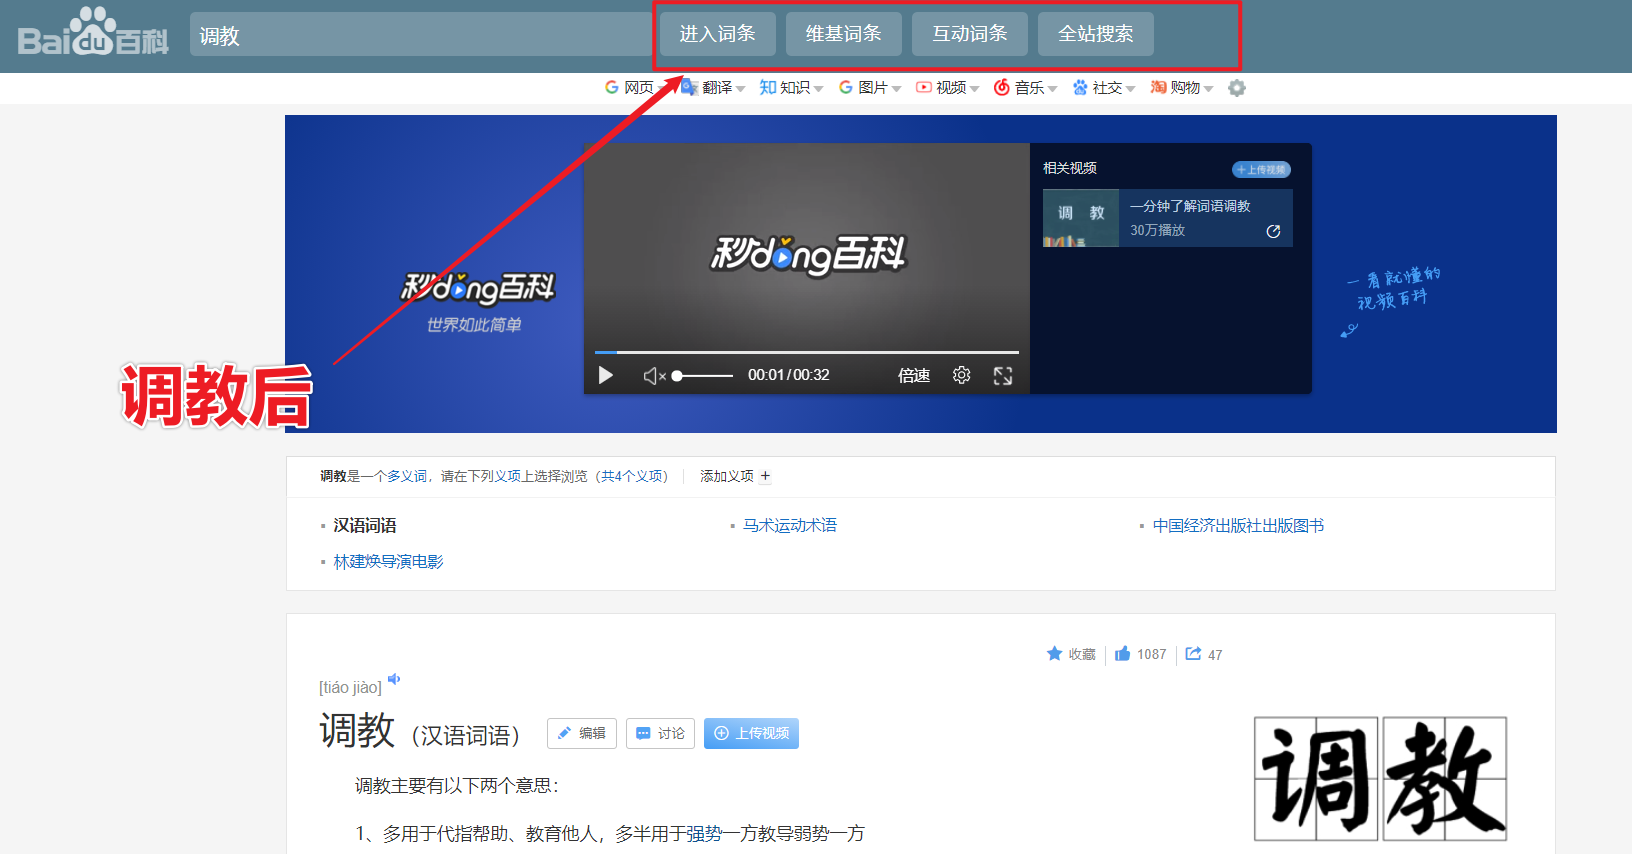 Bai du 百科
调教
进入词条 维基词条 互动词条 全站搜索
网页 翻译 知 知识 图片 视频 音乐 社交 淘 购物
相关视频 +上传视频
调 教
一分钟了解词语调教
30万播放
秒dong百科
世界如此简单
秒dong百科
一看就懂的
视频百科
00:01/00:32 倍速
调教后
调教是一个多义词，请在下列义项上选择浏览（共4个义项） 添加义项 +
▪ 汉语词语 ▪ 马术运动术语 ▪ 中国经济出版社出版图书
▪ 林建焕导演电影
收藏 1087 47
[tiáo jiào]
调教（汉语词语） 编辑 讨论 上传视频
调教主要有以下两个意思：
1、多用于代指帮助、教育他人，多半用于强势一方教导弱势一方
调教